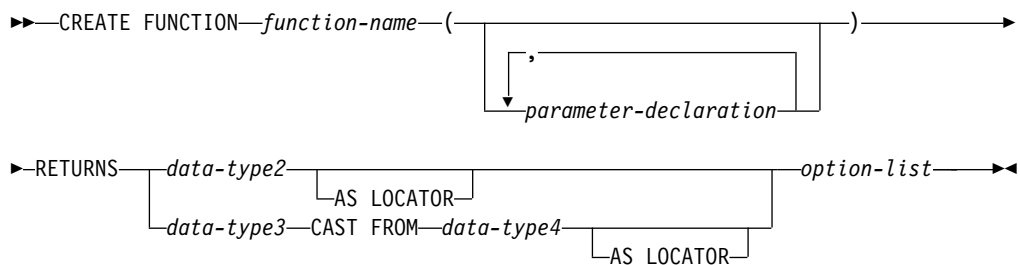 CREATE FUNCTION function-name ( )
,
parameter-declaration
RETURNS data-type2 option-list
AS LOCATOR
data-type3 CAST FROM data-type4
AS LOCATOR